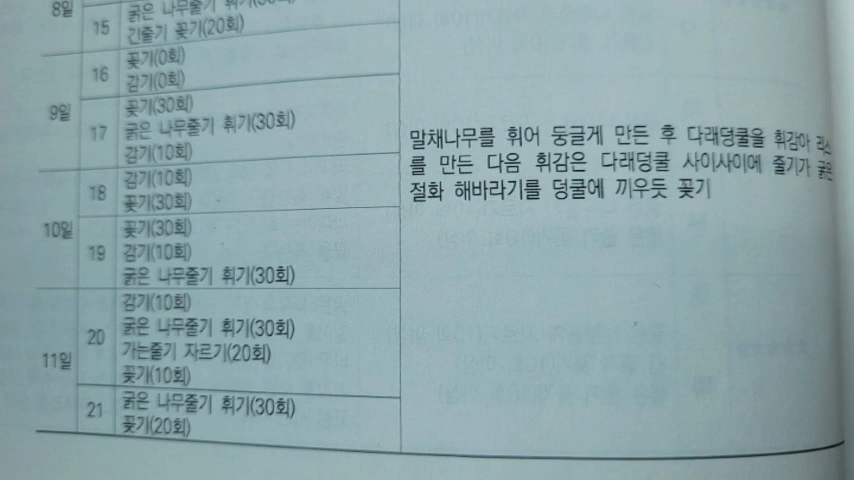 8일
15
굵은 나무줄기 휘기(30회)
긴줄기 꽂기(20회)
9일
16
꽂기(0회)
감기(0회)
17
꽂기(30회)
굵은 나무줄기 휘기(30회)
감기(10회)
10일
18
감기(10회)
꽂기(30회)
19
꽂기(30회)
감기(10회)
굵은 나무줄기 휘기(30회)
11일
20
감기(10회)
굵은 나무줄기 휘기(30회)
가는줄기 자르기(20회)
꽂기(10회)
21
굵은 나무줄기 휘기(30회)
꽂기(20회)
말채나무를 휘어 둥글게 만든 후 다래덩쿨을 휘감아 리스
를 만든 다음 휘감은 다래덩쿨 사이사이에 줄기가 굵은
절화 해바라기를 덩쿨에 끼우듯 꽂기